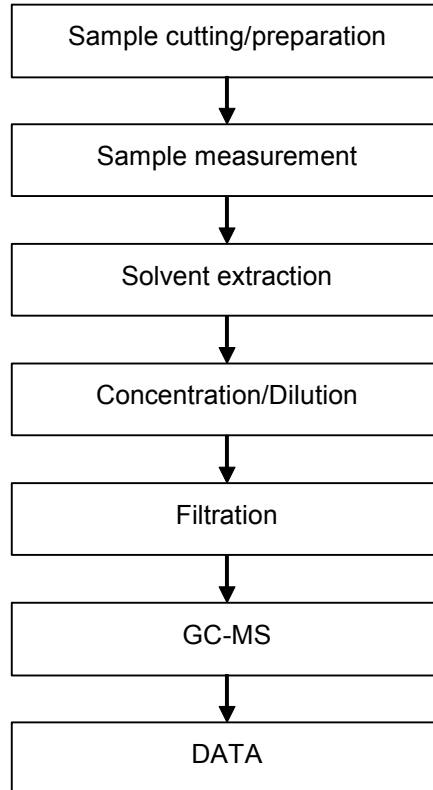 Sample cutting/preparation
Sample measurement
Solvent extraction
Concentration/Dilution
Filtration
GC-MS
DATA